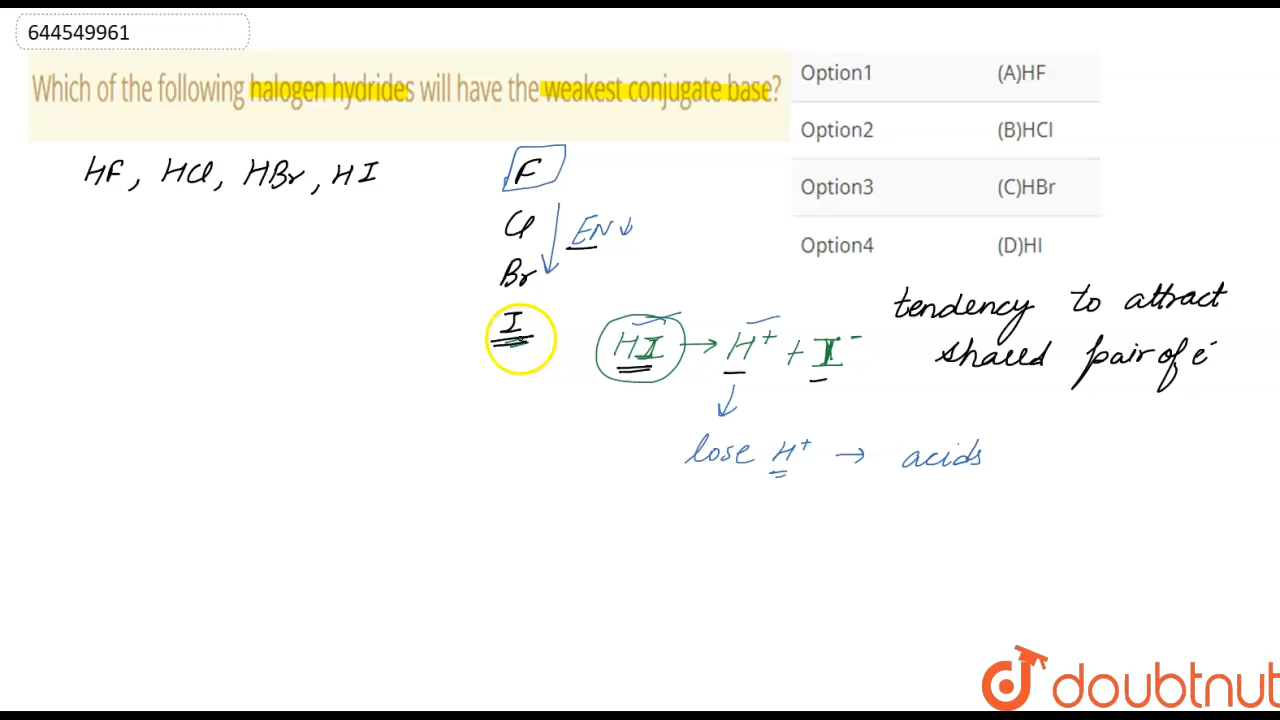 644549961
Which of the following halogen hydrides will have the weakest conjugate base?
Option1 (A)HF
Option2 (B)HCl
Option3 (C)HBr
Option4 (D)HI
HF, HCl, HBr, HI
F
Cl
Br
I
EN↓
HI → H⁺ + I⁻
lose H⁺ → acids
tendency to attract
shared pair of e⁻
doubtnut